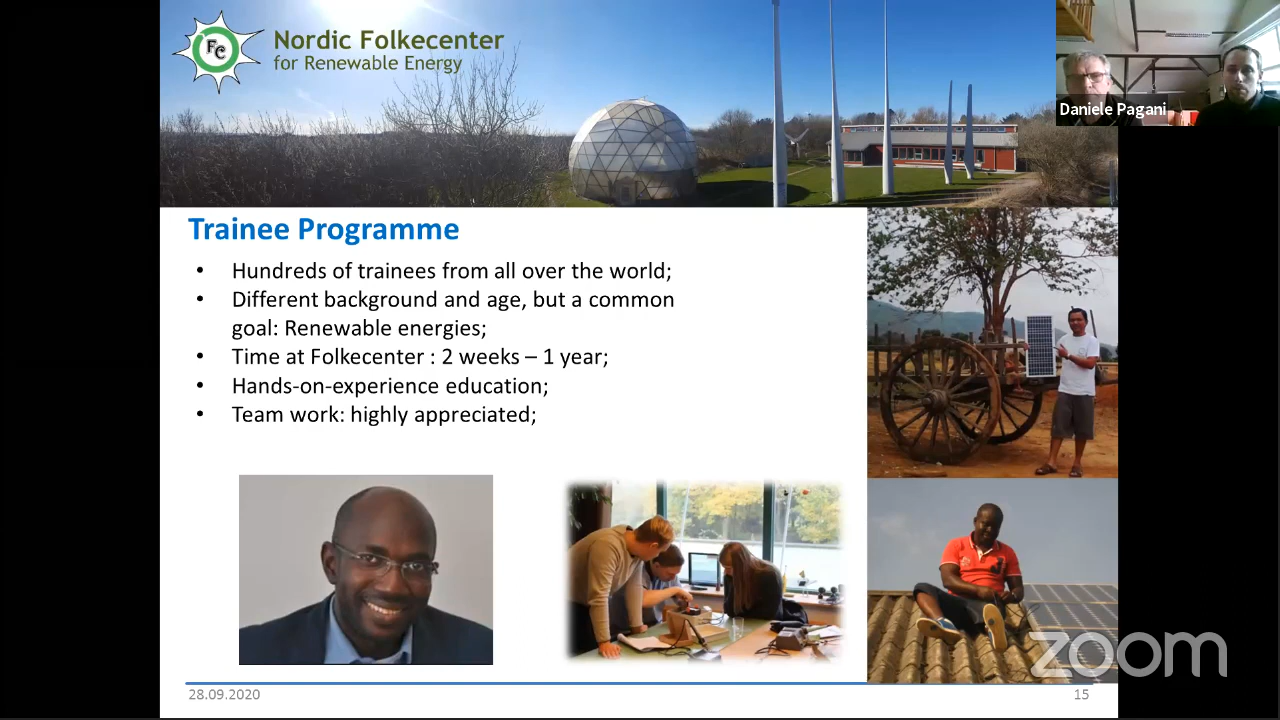 FC
Nordic Folkecenter
for Renewable Energy
Daniele Pagani
Trainee Programme
• Hundreds of trainees from all over the world;
• Different background and age, but a common
goal: Renewable energies;
• Time at Folkecenter : 2 weeks – 1 year;
• Hands-on-experience education;
• Team work: highly appreciated;
zoom
28.09.2020
15